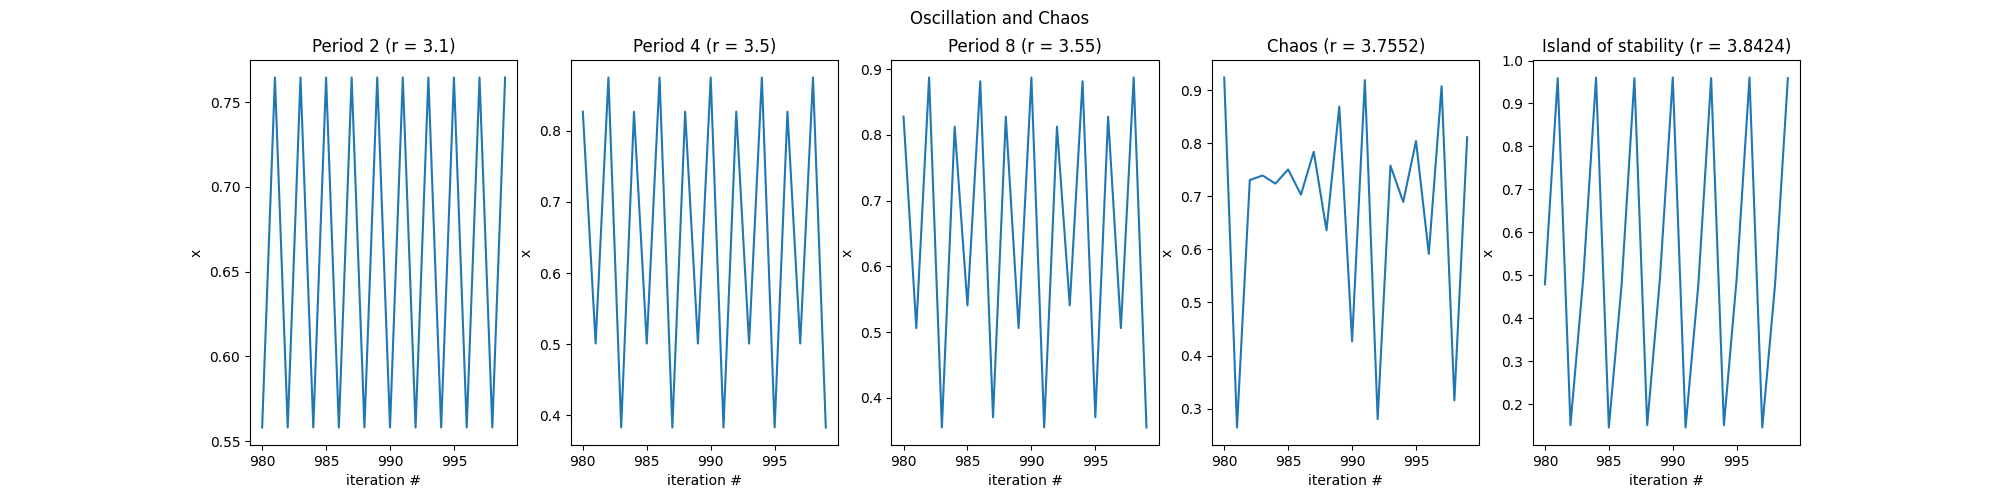 Oscillation and Chaos
Period 2 (r = 3.1)
0.75
0.70
0.65
0.60
0.55
x
980 985 990 995
iteration #
Period 4 (r = 3.5)
0.8
0.7
0.6
0.5
0.4
x
980 985 990 995
iteration #
Period 8 (r = 3.55)
0.9
0.8
0.7
0.6
0.5
0.4
x
980 985 990 995
iteration #
Chaos (r = 3.7552)
0.9
0.8
0.7
0.6
0.5
0.4
0.3
x
980 985 990 995
iteration #
Island of stability (r = 3.8424)
1.0
0.9
0.8
0.7
0.6
0.5
0.4
0.3
0.2
x
980 985 990 995
iteration #